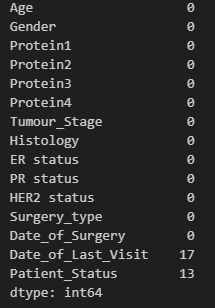 Age 0
Gender 0
Protein1 0
Protein2 0
Protein3 0
Protein4 0
Tumour_Stage 0
Histology 0
ER status 0
PR status 0
HER2 status 0
Surgery_type 0
Date_of_Surgery 0
Date_of_Last_Visit 17
Patient_Status 13
dtype: int64